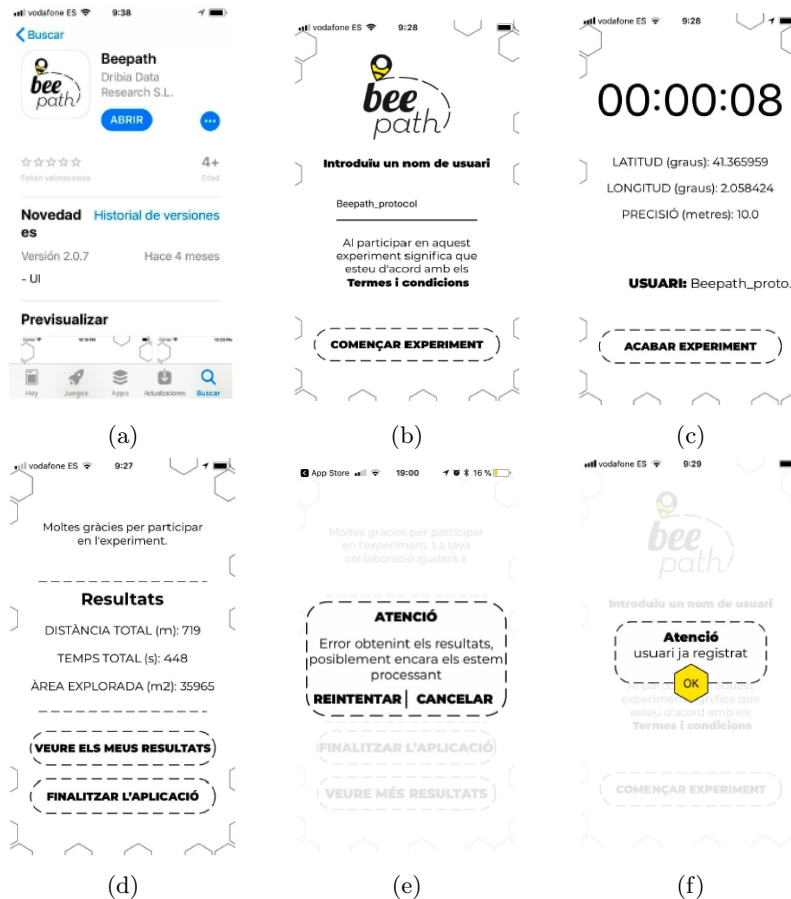 vodafone ES 9:38
Buscar
Beepath
Dribia Data
Research S.L.
ABRIR
bee
path
4+
Faltan valoraciones
Edad
Novedad
es
Historial de versiones
Versión 2.0.7
Hace 4 meses
- UI
Previsualizar
Hoy Juegos Apps Actualizaciones Buscar
(a)
vodafone ES 9:28
bee
path
Introduïu un nom de usuari
Beepath_protocol
Al participar en aquest
experiment significa que
esteu d'acord amb els
Termes i condicions
COMENÇAR EXPERIMENT
(b)
vodafone ES 9:28
00:00:08
LATITUD (graus): 41.365959
LONGITUD (graus): 2.058424
PRECISIÓ (metres): 10.0
USUARI: Beepath_proto.
ACABAR EXPERIMENT
(c)
vodafone ES 9:27
Moltes gràcies per participar
en l'experiment.
Resultats
DISTÀNCIA TOTAL (m): 719
TEMPS TOTAL (s): 448
ÀREA EXPLORADA (m2): 35965
VEURE ELS MEUS RESULTATS
FINALITZAR L'APLICACIÓ
(d)
App Store 19:00 16 %
Moltes gràcies per participar
en l'experiment. La teva
col·laboració ajudarà a
ATENCIÓ
Error obtenint els resultats,
posiblement encara els estem
processant
REINTENTAR CANCELAR
FINALITZAR L'APLICACIÓ
VEURE MÉS RESULTATS
(e)
vodafone ES 9:29
bee
path
Introduïu un nom de usuari
Atenció
usuari ja registrat
OK
Al participar en aquest
experiment significa que
esteu d'acord amb els
Termes i condicions
COMENÇAR EXPERIMENT
(f)